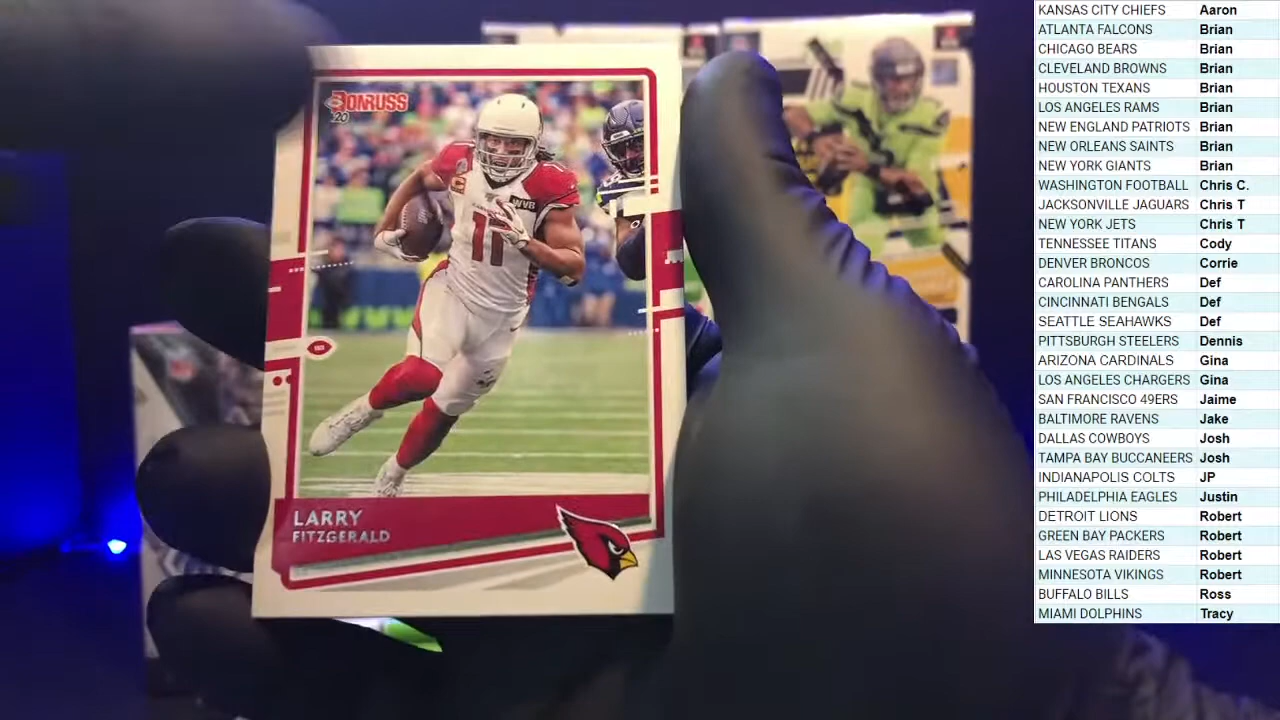 DONRUSS
20
WVB
11
LARRY
FITZGERALD
KANSAS CITY CHIEFS Aaron
ATLANTA FALCONS Brian
CHICAGO BEARS Brian
CLEVELAND BROWNS Brian
HOUSTON TEXANS Brian
LOS ANGELES RAMS Brian
NEW ENGLAND PATRIOTS Brian
NEW ORLEANS SAINTS Brian
NEW YORK GIANTS Brian
WASHINGTON FOOTBALL Chris C.
JACKSONVILLE JAGUARS Chris T
NEW YORK JETS Chris T
TENNESSEE TITANS Cody
DENVER BRONCOS Corrie
CAROLINA PANTHERS Def
CINCINNATI BENGALS Def
SEATTLE SEAHAWKS Def
PITTSBURGH STEELERS Dennis
ARIZONA CARDINALS Gina
LOS ANGELES CHARGERS Gina
SAN FRANCISCO 49ERS Jaime
BALTIMORE RAVENS Jake
DALLAS COWBOYS Josh
TAMPA BAY BUCCANEERS Josh
INDIANAPOLIS COLTS JP
PHILADELPHIA EAGLES Justin
DETROIT LIONS Robert
GREEN BAY PACKERS Robert
LAS VEGAS RAIDERS Robert
MINNESOTA VIKINGS Robert
BUFFALO BILLS Ross
MIAMI DOLPHINS Tracy